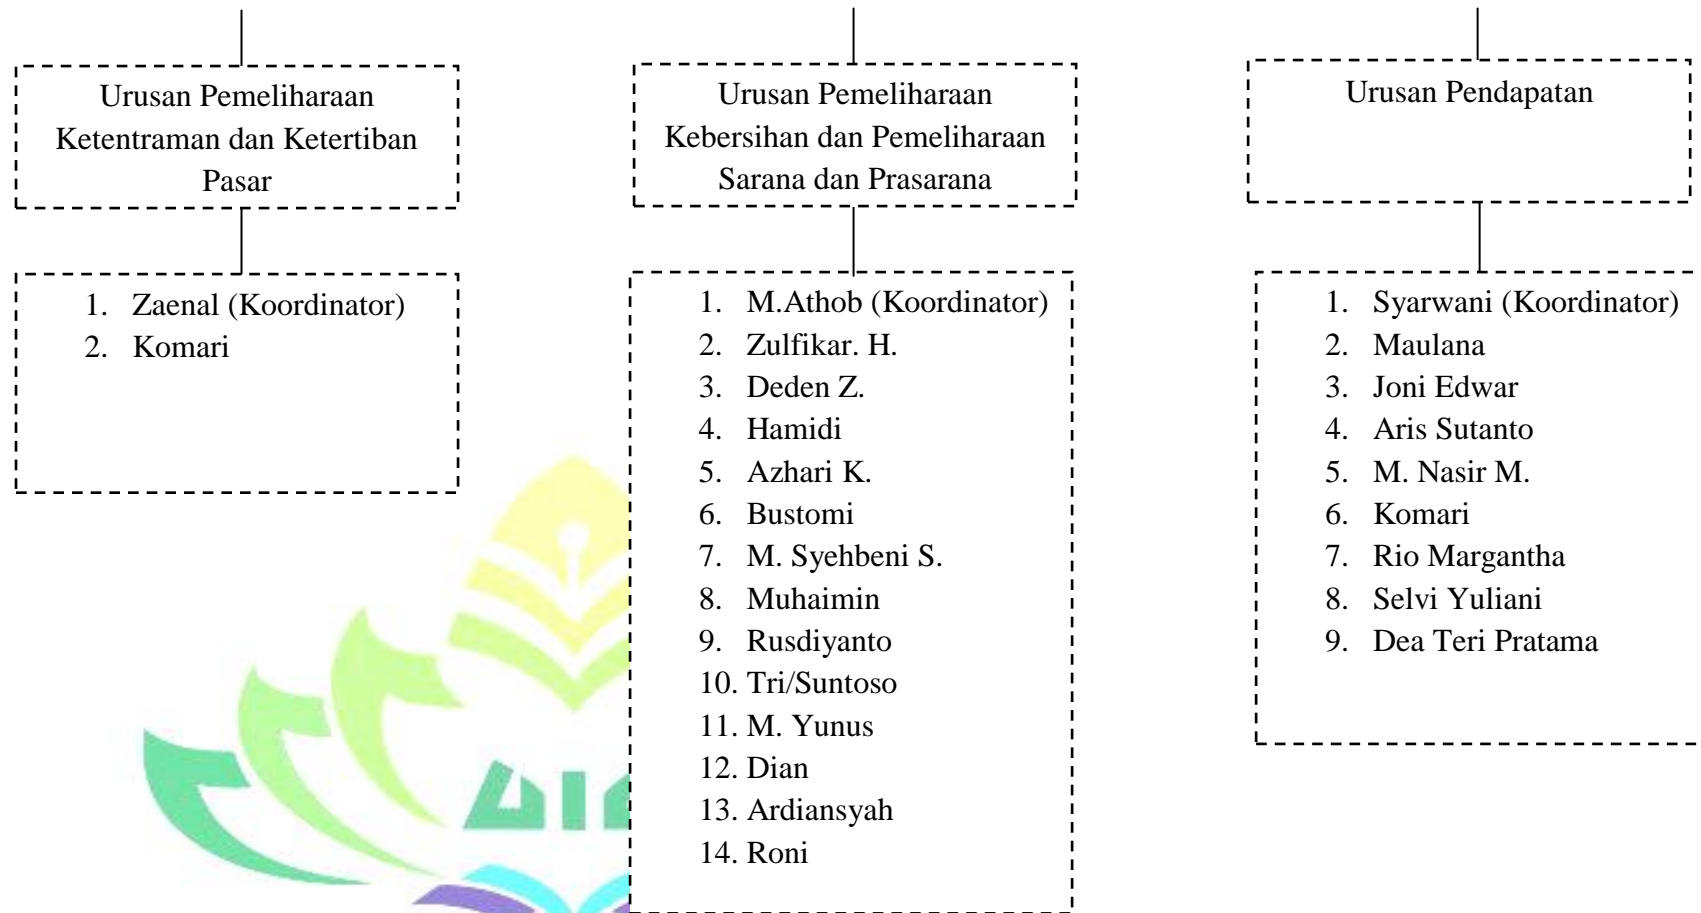 Urusan Pemeliharaan
Ketentraman dan Ketertiban
Pasar
1. Zaenal (Koordinator)
2. Komari
Urusan Pemeliharaan
Kebersihan dan Pemeliharaan
Sarana dan Prasarana
1. M.Athob (Koordinator)
2. Zulfikar. H.
3. Deden Z.
4. Hamidi
5. Azhari K.
6. Bustomi
7. M. Syehbeni S.
8. Muhaimin
9. Rusdiyanto
10. Tri/Suntoso
11. M. Yunus
12. Dian
13. Ardiansyah
14. Roni
Urusan Pendapatan
1. Syarwani (Koordinator)
2. Maulana
3. Joni Edwar
4. Aris Sutanto
5. M. Nasir M.
6. Komari
7. Rio Margantha
8. Selvi Yuliani
9. Dea Teri Pratama